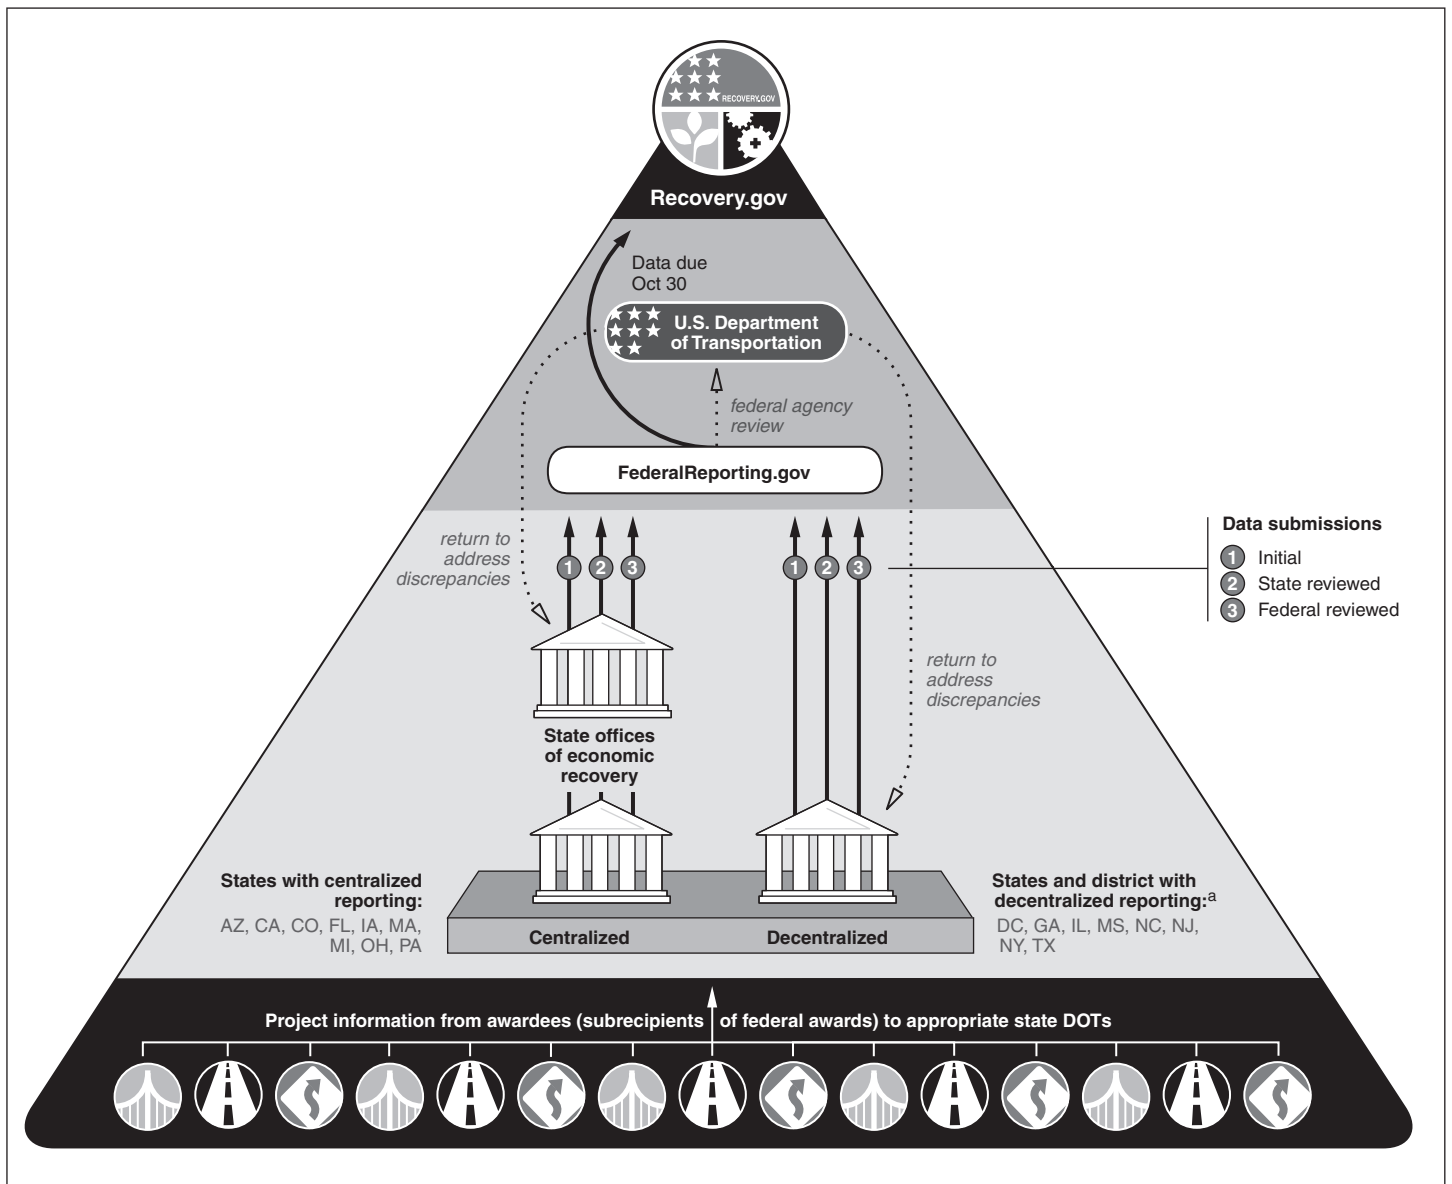 RECOVERY.GOV
Recovery.gov
Data due
Oct 30
U.S. Department
of Transportation
federal agency
review
FederalReporting.gov
return to
address
discrepancies
1 2 3
1 2 3
Data submissions
1 Initial
2 State reviewed
3 Federal reviewed
return to
address
discrepancies
State offices
of economic
recovery
States with centralized
reporting:
AZ, CA, CO, FL, IA, MA,
MI, OH, PA
Centralized
Decentralized
States and district with
decentralized reporting:a
DC, GA, IL, MS, NC, NJ,
NY, TX
Project information from awardees (subrecipients of federal awards) to appropriate state DOTs